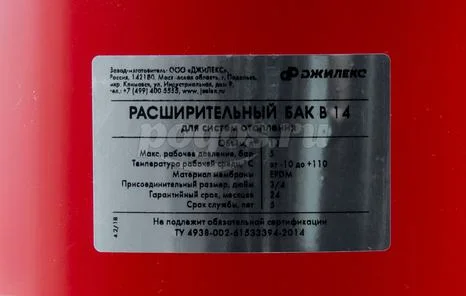 Завод-изготовитель: ООО «ДЖИЛЕКС»,
Россия, 142180, Московская область, г. Подольск,
мкр. Климовск, ул. Индустриальная, дом 9,
тел.: +7 (499) 400-5555, www.jeelex.ru
ДЖИЛЕКС
РАСШИРИТЕЛЬНЫЙ БАК В 14
для систем отопления
Макс. рабочее давление, бар 5
Температура рабочей среды, °С от -10 до +110
Материал мембраны EPDM
Присоединительный размер, дюйм 3/4
Гарантийный срок, месяцев 24
Срок службы, лет 5
Не подлежит обязательной сертификации
ТУ 4938-002-61533394-2014
4.2/18